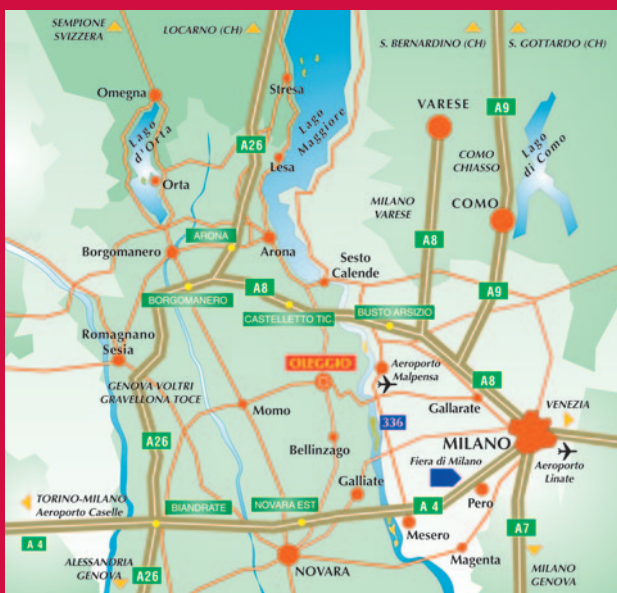 SEMPIONE
SVIZZERA
LOCARNO (CH)
S. BERNARDINO (CH)
S. GOTTARDO (CH)
Omegna
Stresa
VARESE
A9
Lago
d'Orta
Lago
Maggiore
Lago
di Como
A26
Lesa
COMO
CHIASSO
Orta
MILANO
VARESE
COMO
ARONA
Arona
A8
Borgomanero
Sesto
Calende
BORGOMANERO
A8
A9
CASTELLETTO TIC.
BUSTO ARSIZIO
Romagnano
Sesia
OLEGGIO
Aeroporto
Malpensa
A8
GENOVA VOLTRI
GRAVELLONA TOCE
Momo
Gallarate
VENEZIA
336
A26
Bellinzago
MILANO
Fiera di Milano
Aeroporto
Linate
Galliate
TORINO-MILANO
Aeroporto Caselle
BIANDRATE
NOVARA EST
A 4
Pero
Mesero
A7
A 4
ALESSANDRIA
GENOVA
A26
NOVARA
Magenta
MILANO
GENOVA